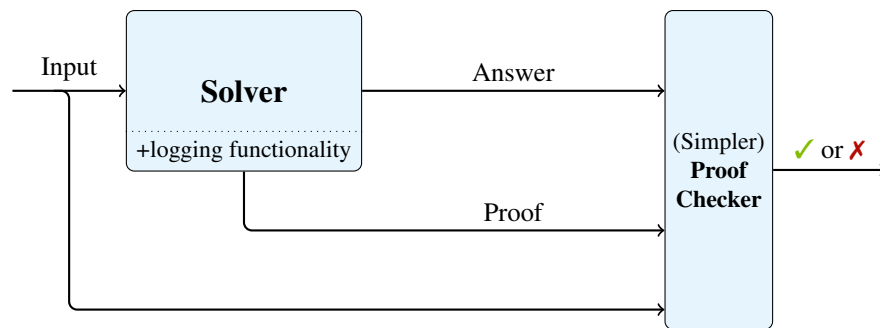 Input
Solver
+logging functionality
Answer
Proof
(Simpler)
Proof
Checker
✓ or ✗